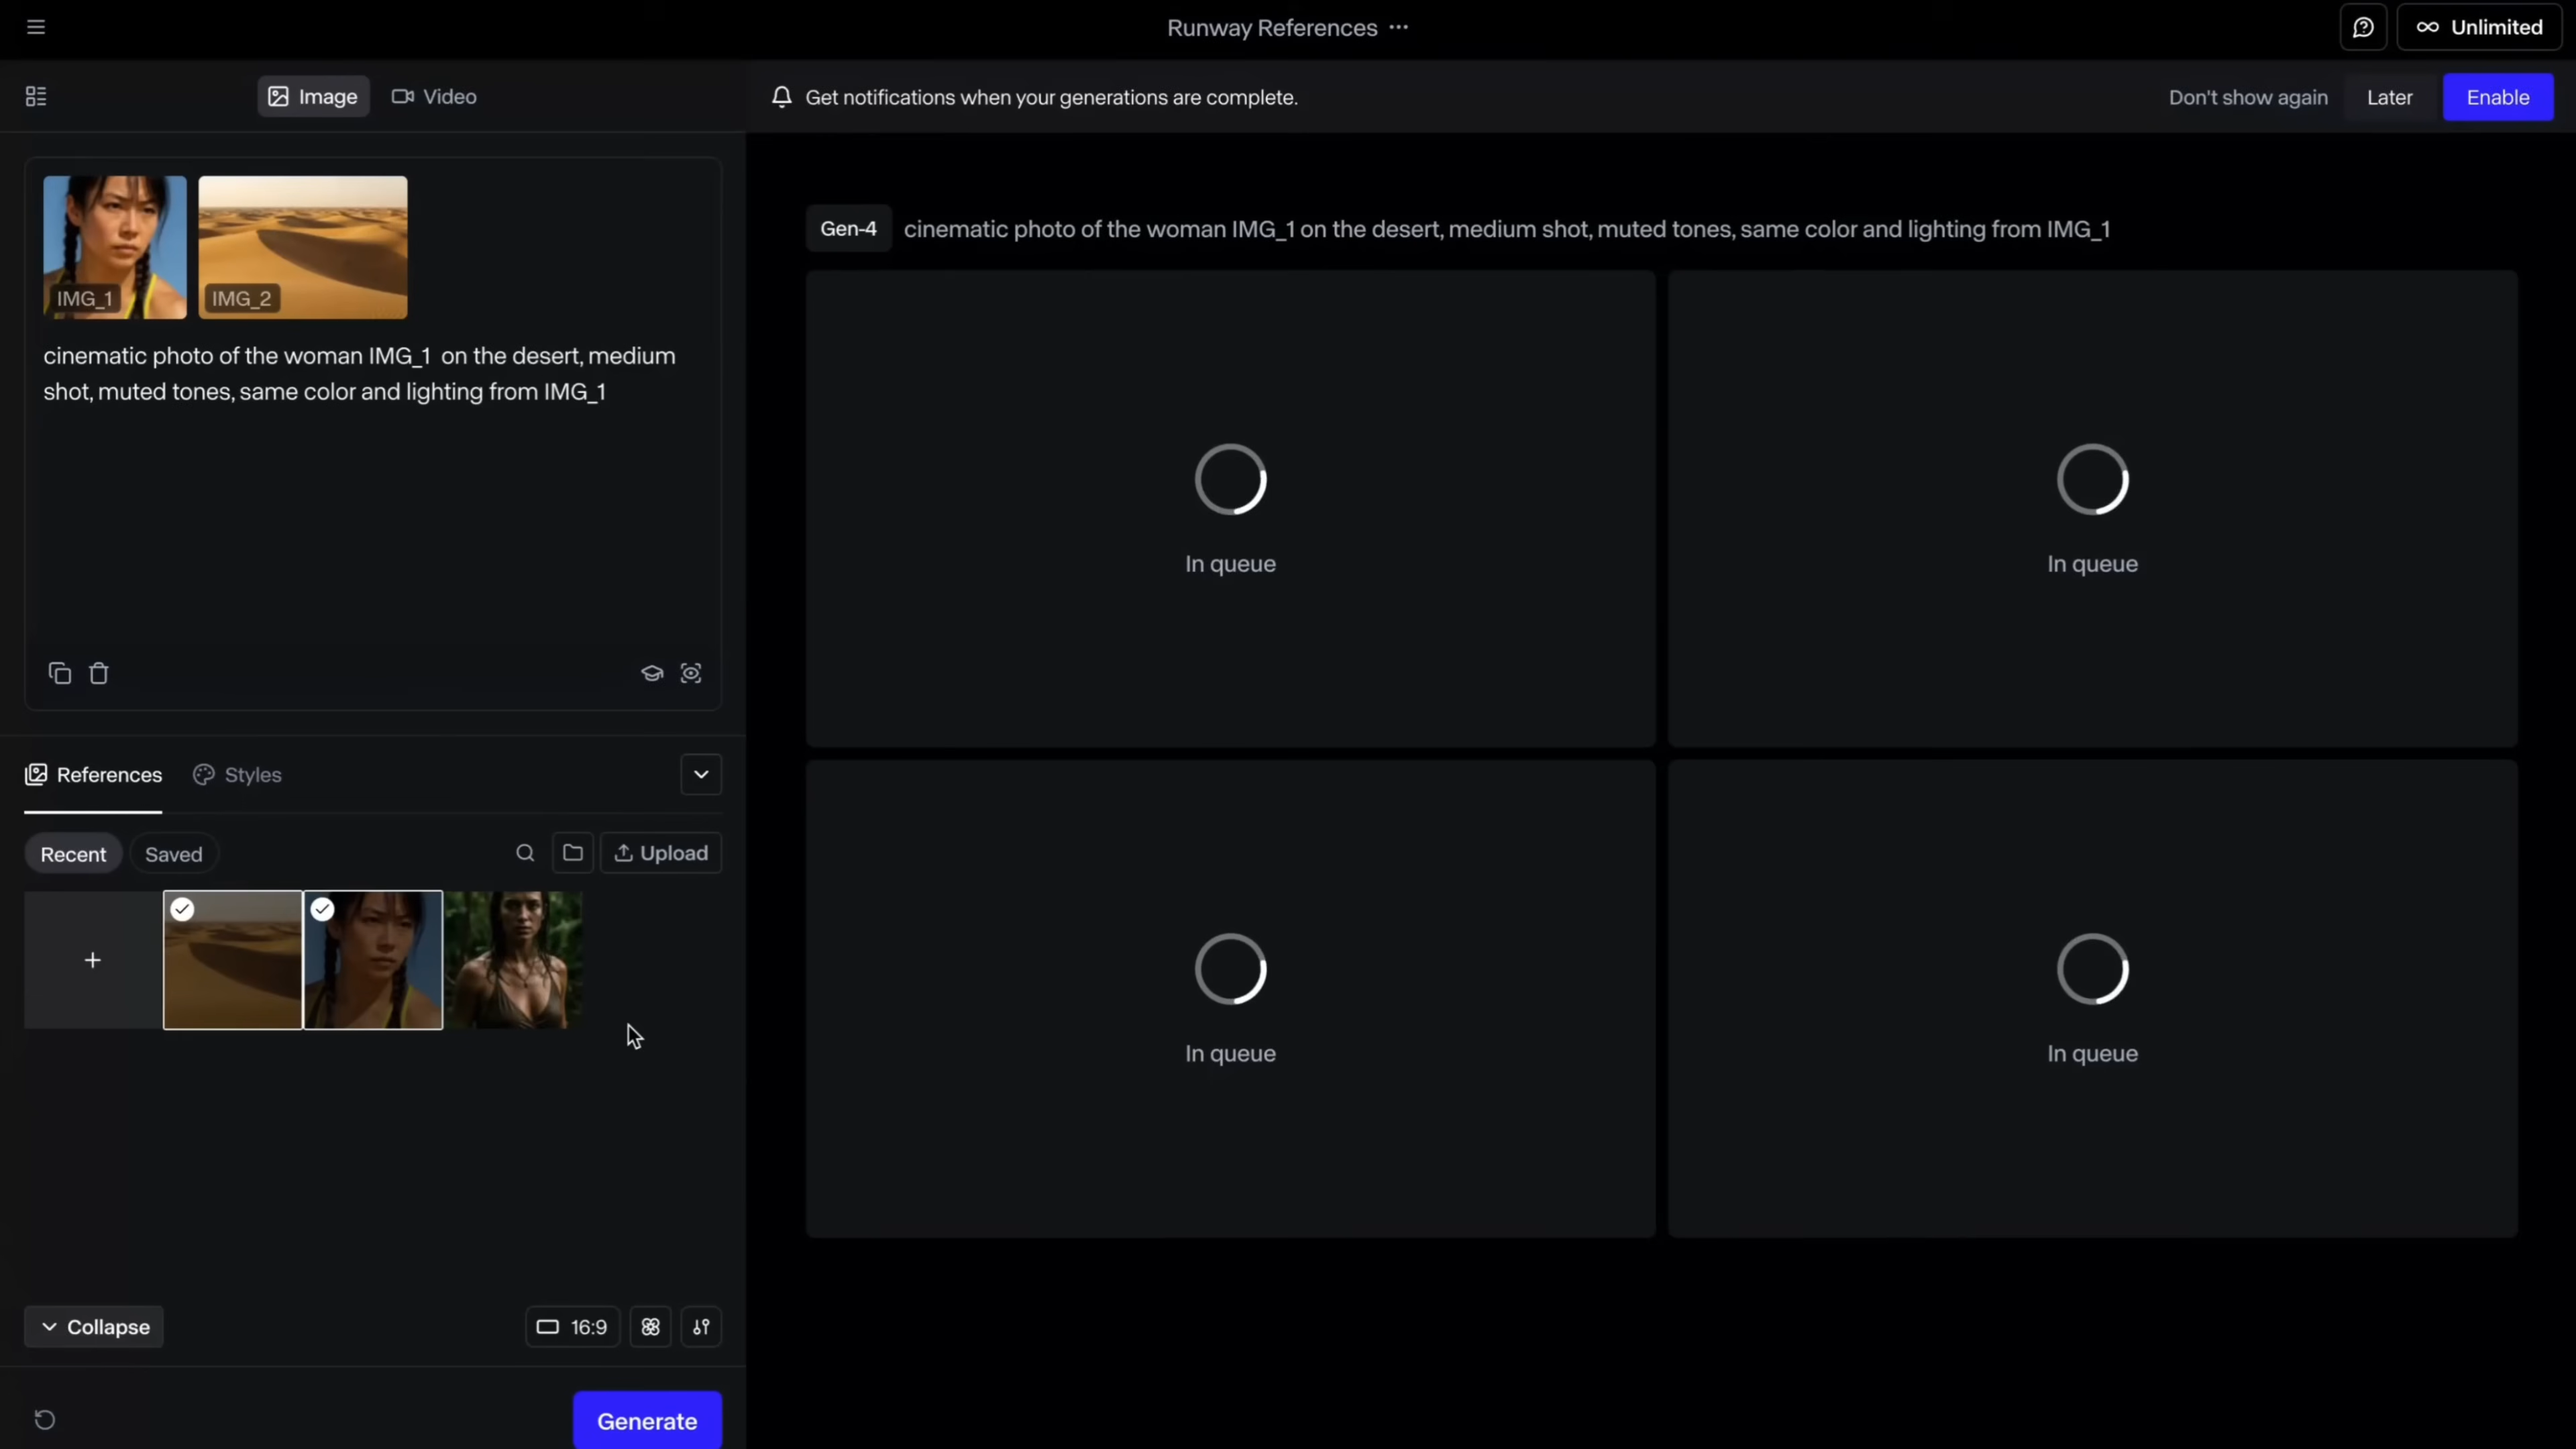 Runway References
Unlimited
Image
Video
Get notifications when your generations are complete.
Don't show again
Later
Enable
IMG_1
IMG_2
cinematic photo of the woman IMG_1 on the desert, medium
shot, muted tones, same color and lighting from IMG_1
Gen-4
cinematic photo of the woman IMG_1 on the desert, medium shot, muted tones, same color and lighting from IMG_1
In queue
In queue
References
Styles
Recent
Saved
Upload
In queue
In queue
Collapse
16:9
Generate